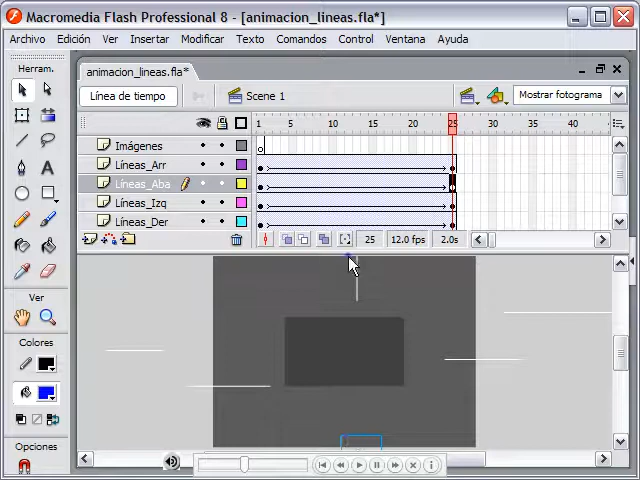 Macromedia Flash Professional 8 - [animacion_lineas.fla*]
Archivo Edición Ver Insertar Modificar Texto Comandos Control Ventana Ayuda
Herram.
animacion_lineas.fla*
Línea de tiempo Scene 1 Mostrar fotograma
1 5 10 15 20 25 30 35 40
Imágenes
Líneas_Arr
Líneas_Aba
Líneas_Izq
Líneas_Der
25 12.0 fps 2.0s
Ver
Colores
Opciones